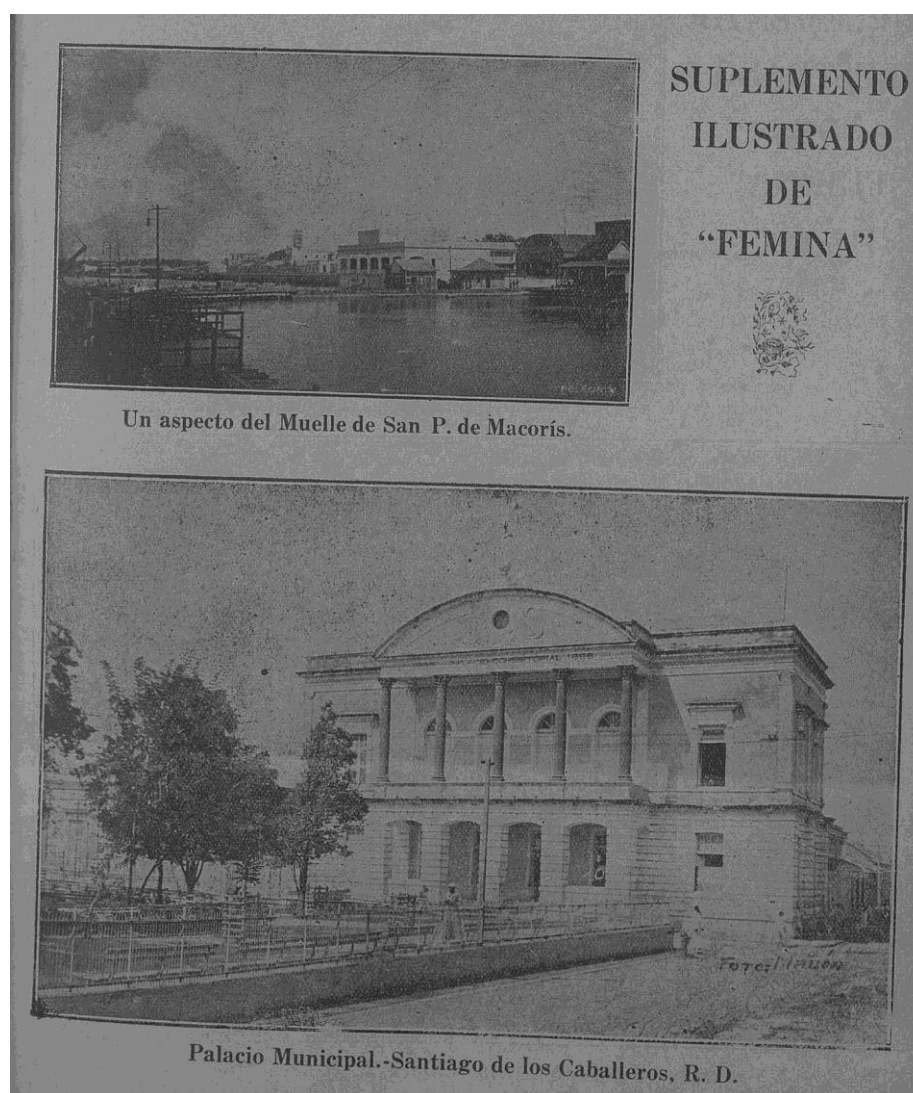 SUPLEMENTO
ILUSTRADO
DE
“FEMINA”
Un aspecto del Muelle de San P. de Macorís.
Palacio Municipal.-Santiago de los Caballeros, R. D.